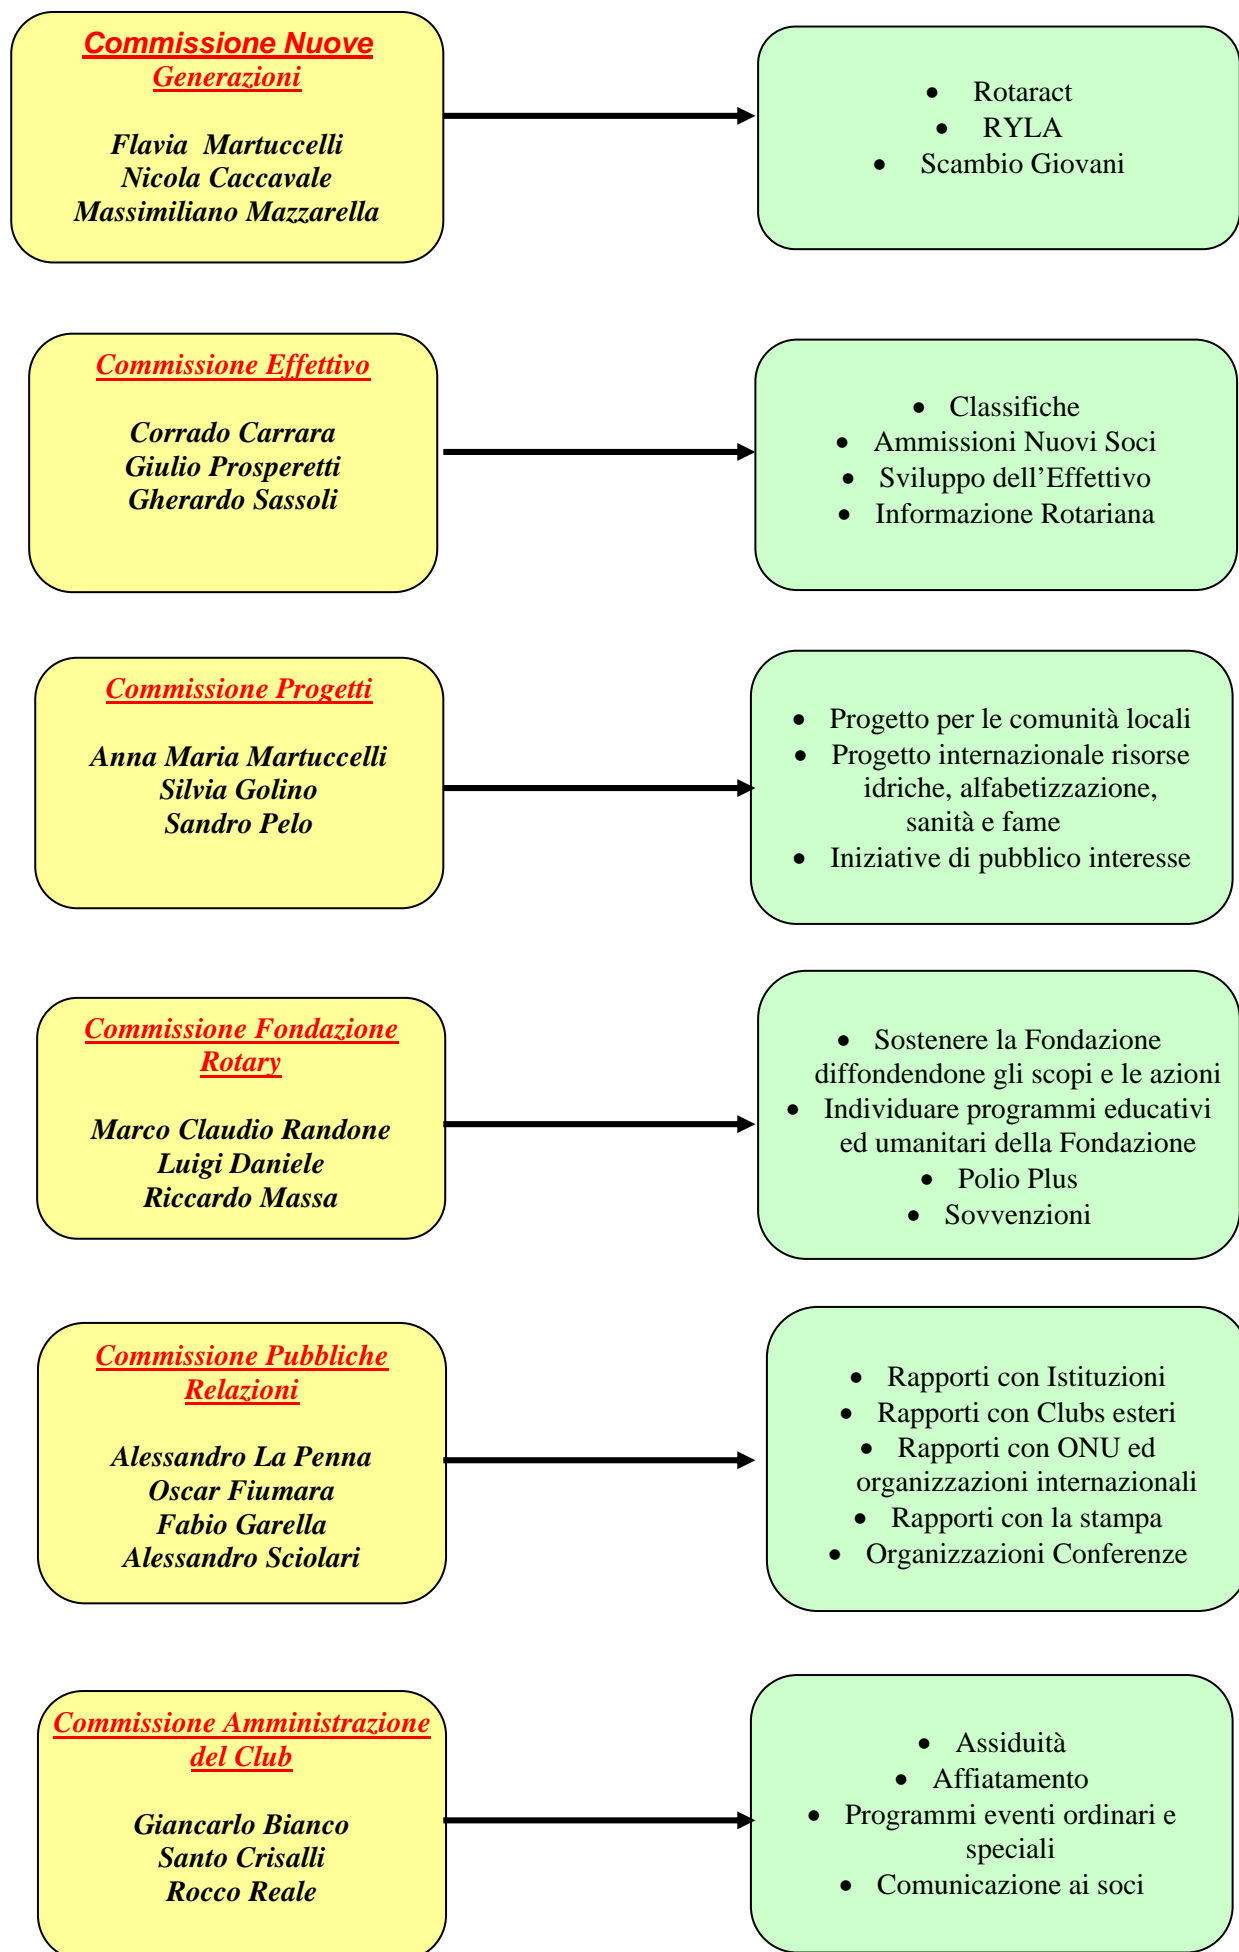 Commissione Nuove
Generazioni
Flavia Martuccelli
Nicola Caccavale
Massimiliano Mazzarella
• Rotaract
• RYLA
• Scambio Giovani
Commissione Effettivo
Corrado Carrara
Giulio Prosperetti
Gherardo Sassoli
• Classifiche
• Ammissioni Nuovi Soci
• Sviluppo dell’Effettivo
• Informazione Rotariana
Commissione Progetti
Anna Maria Martuccelli
Silvia Golino
Sandro Pelo
• Progetto per le comunità locali
• Progetto internazionale risorse
idriche, alfabetizzazione,
sanità e fame
• Iniziative di pubblico interesse
Commissione Fondazione
Rotary
Marco Claudio Randone
Luigi Daniele
Riccardo Massa
• Sostenere la Fondazione
diffondendone gli scopi e le azioni
• Individuare programmi educativi
ed umanitari della Fondazione
• Polio Plus
• Sovvenzioni
Commissione Pubbliche
Relazioni
Alessandro La Penna
Oscar Fiumara
Fabio Garella
Alessandro Sciolari
• Rapporti con Istituzioni
• Rapporti con Clubs esteri
• Rapporti con ONU ed
organizzazioni internazionali
• Rapporti con la stampa
• Organizzazioni Conferenze
Commissione Amministrazione
del Club
Giancarlo Bianco
Santo Crisalli
Rocco Reale
• Assiduità
• Affiatamento
• Programmi eventi ordinari e
speciali
• Comunicazione ai soci